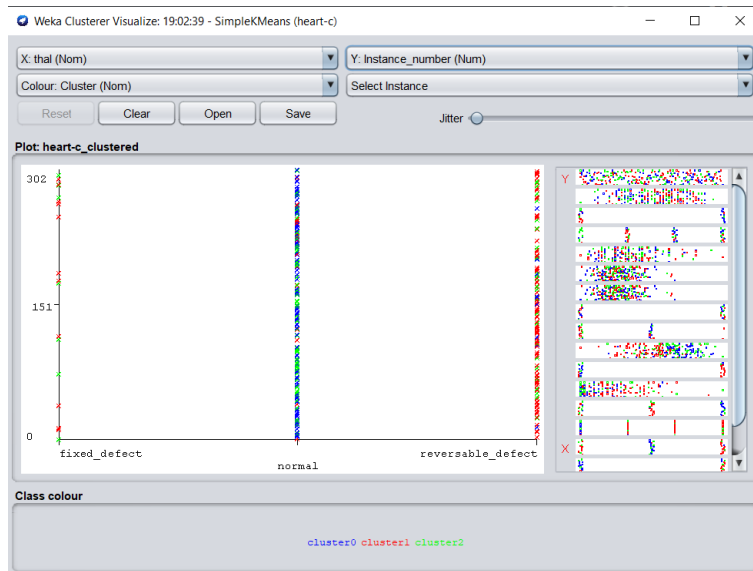 Weka Clusterer Visualize: 19:02:39 - SimpleKMeans (heart-c)
X: thal (Nom) Y: Instance_number (Num)
Colour: Cluster (Nom) Select Instance
Reset Clear Open Save Jitter
Plot: heart-c_clustered
302
151
0
fixed_defect normal reversable_defect
Y
X
Class colour
cluster0 cluster1 cluster2